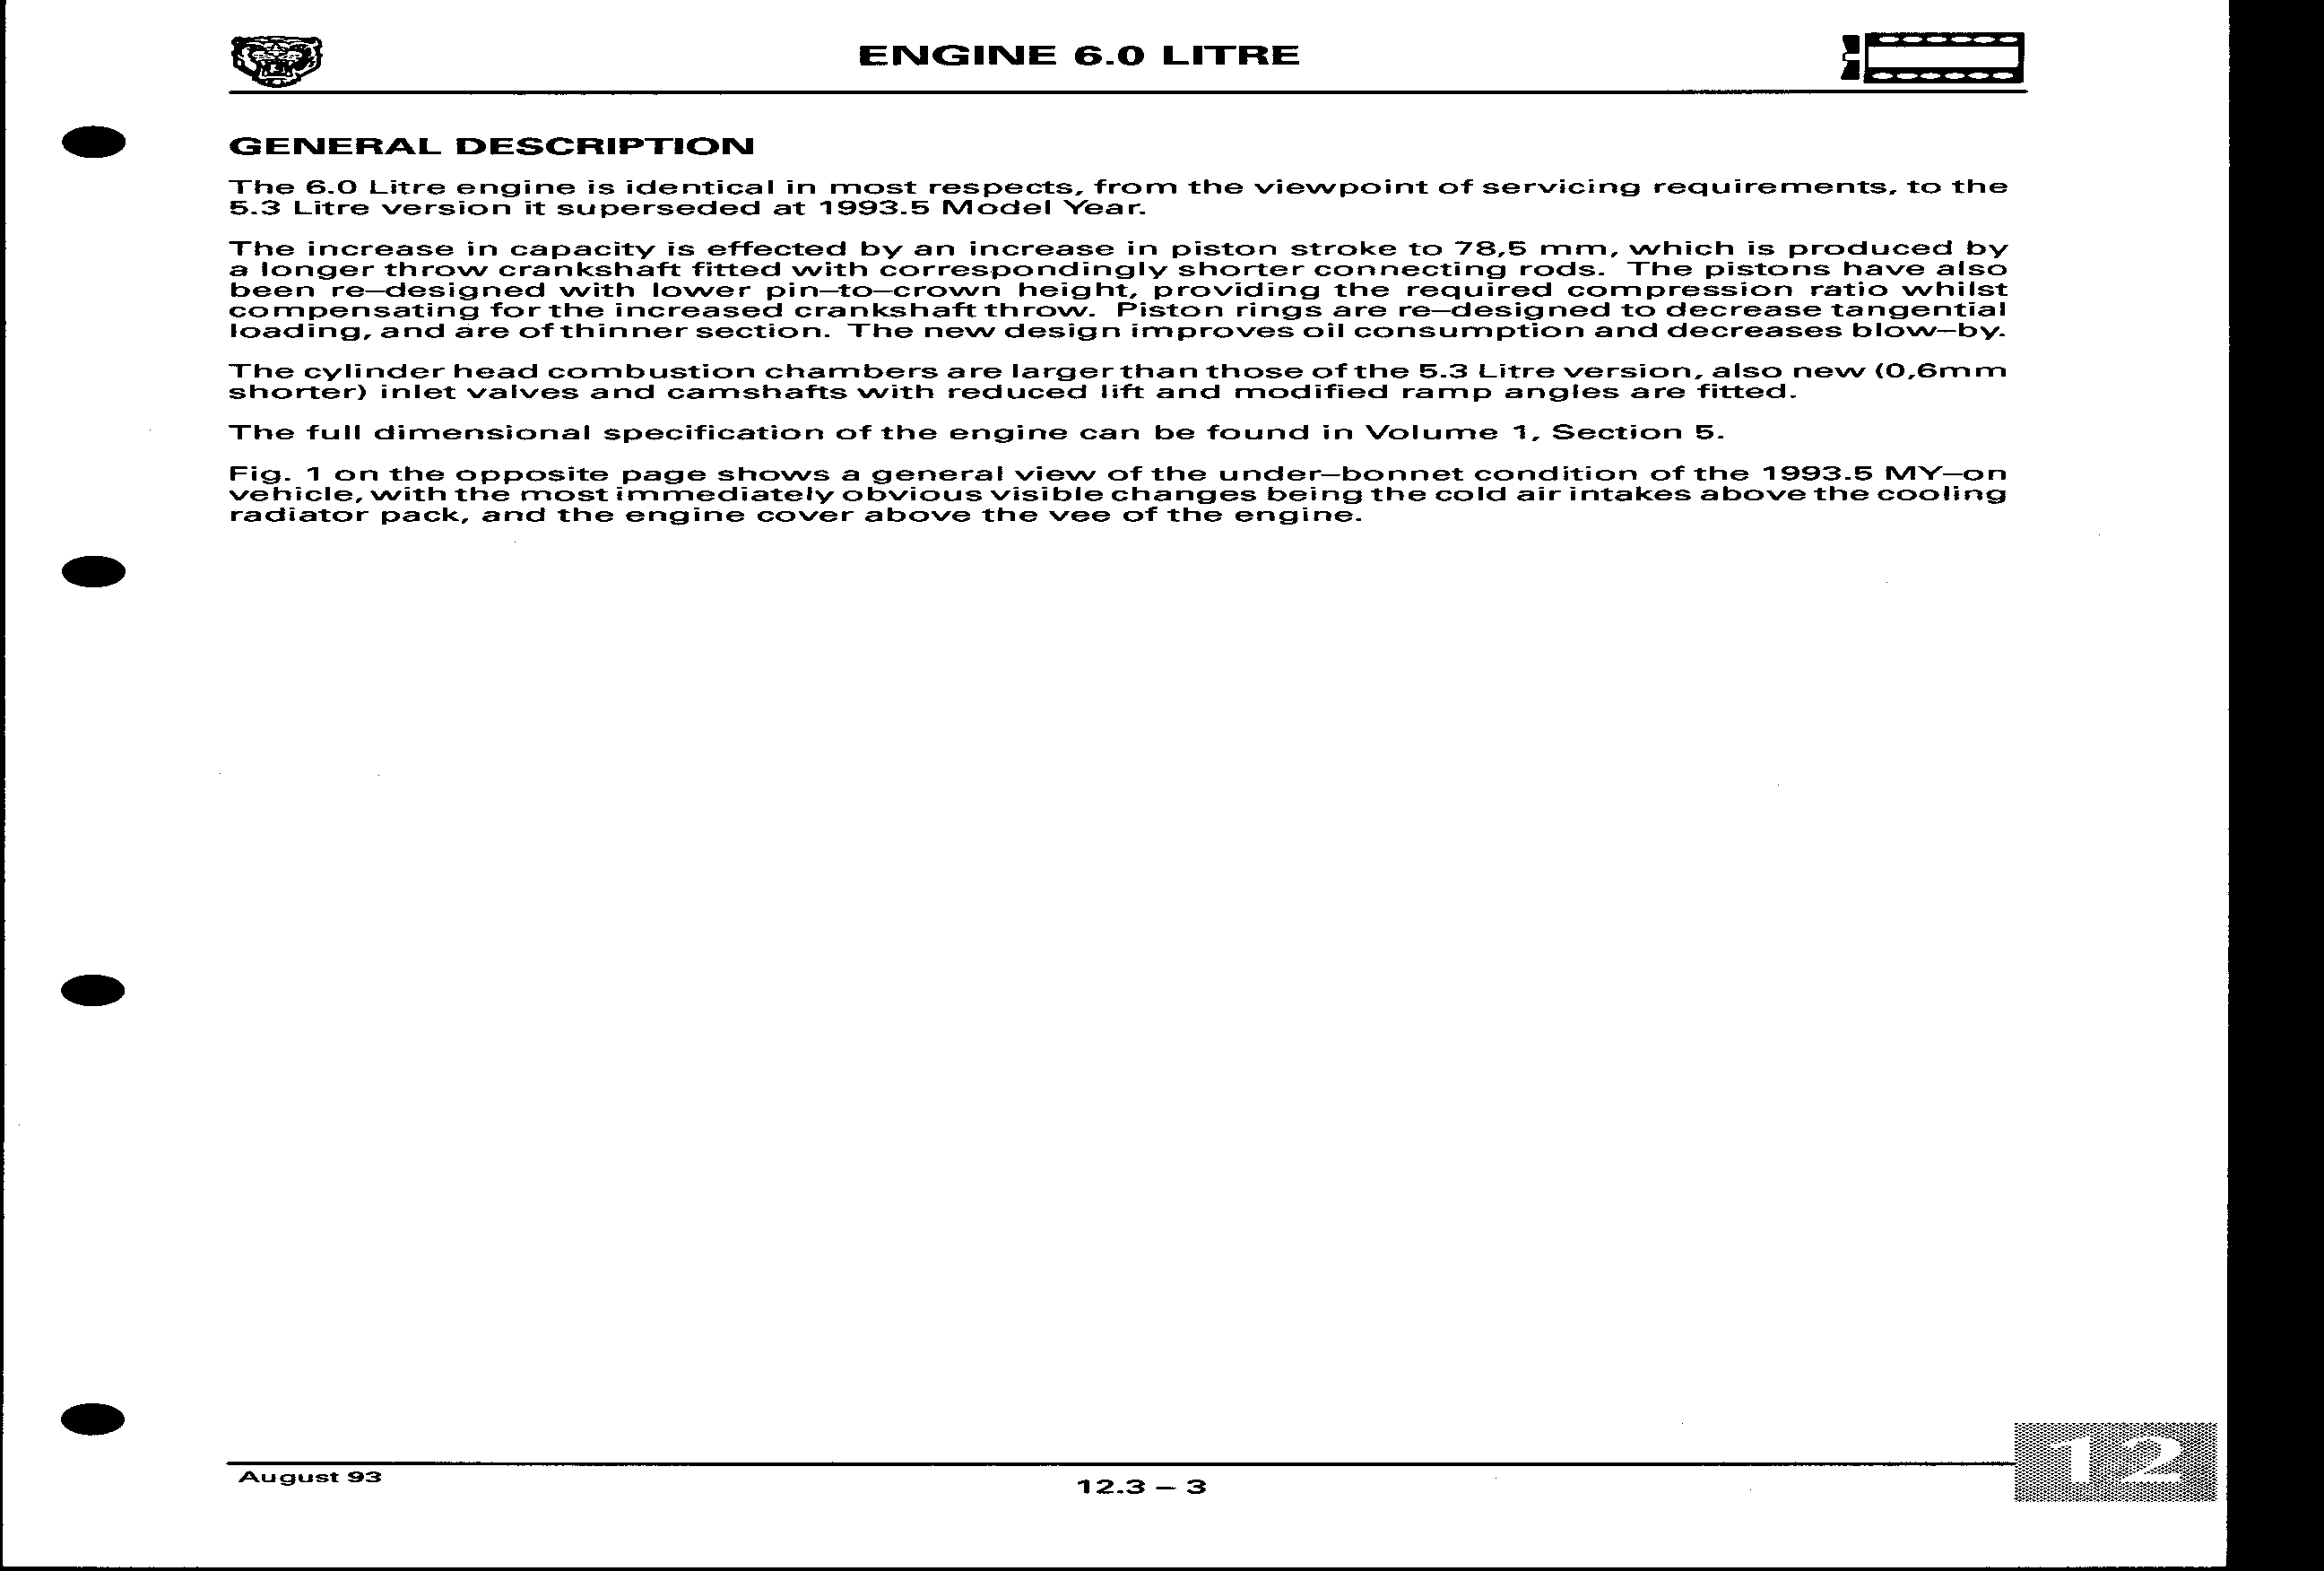 ENGINE 6.0 LITRE
GENERAL DESCRIPTION
The 6.0 Litre engine is identical in most respects, from the viewpoint of servicing requirements, to the
5.3 Litre version it superseded at 1993.5 Model Year.
The increase in capacity is effected by an increase in piston stroke to 78,5 mm, which is produced by
a longer throw crankshaft fitted with correspondingly shorter connecting rods. The pistons have also
been re–designed with lower pin–to–crown height, providing the required compression ratio whilst
compensating for the increased crankshaft throw. Piston rings are re–designed to decrease tangential
loading, and are of thinner section. The new design improves oil consumption and decreases blow–by.
The cylinder head combustion chambers are larger than those of the 5.3 Litre version, also new (0,6mm
shorter) inlet valves and camshafts with reduced lift and modified ramp angles are fitted.
The full dimensional specification of the engine can be found in Volume 1, Section 5.
Fig. 1 on the opposite page shows a general view of the under–bonnet condition of the 1993.5 MY–on
vehicle, with the most immediately obvious visible changes being the cold air intakes above the cooling
radiator pack, and the engine cover above the vee of the engine.
August 93
12.3 – 3
12